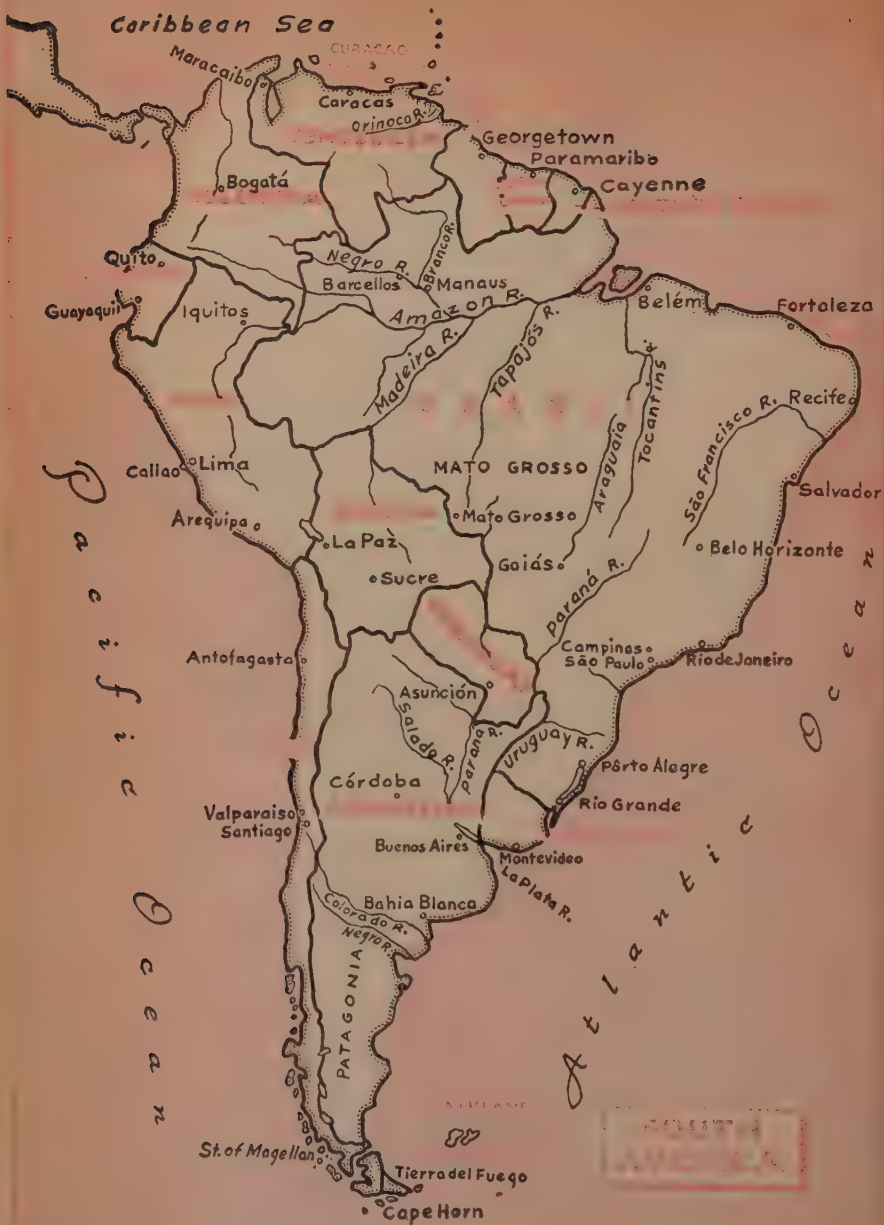 Caribbean Sea
CURAÇAO
Maracaibo
Caracas
Orinoco R.
Georgetown
Paramaribo
Cayenne
Bogatá
Quito
Negro R.
Branco R.
Barcellos
Manaus
Guayaquil
Iquitos
Amazon R.
Belém
Fortaleza
Madeira R.
Tapajós R.
Araguaia
Tocantins R.
São Francisco R.
Recife
Callao
Lima
MATO GROSSO
Salvador
Arequipa
Mato Grosso
La Paz
Goiás
Belo Horizonte
Sucre
Paraná R.
Pacific Ocean
Antofagasta
Campinas
São Paulo
Rio de Janeiro
Asunción
Salado R.
Paraná R.
Uruguay R.
Pôrto Alegre
Córdoba
Rio Grande
Valparaiso
Santiago
Buenos Aires
Montevideo
La Plata R.
Bahia Blanca
Colorado R.
Negro R.
PATAGONIA
Atlantic Ocean
St. of Magellan
Tierra del Fuego
Cape Horn
SOUTH
AMERICA